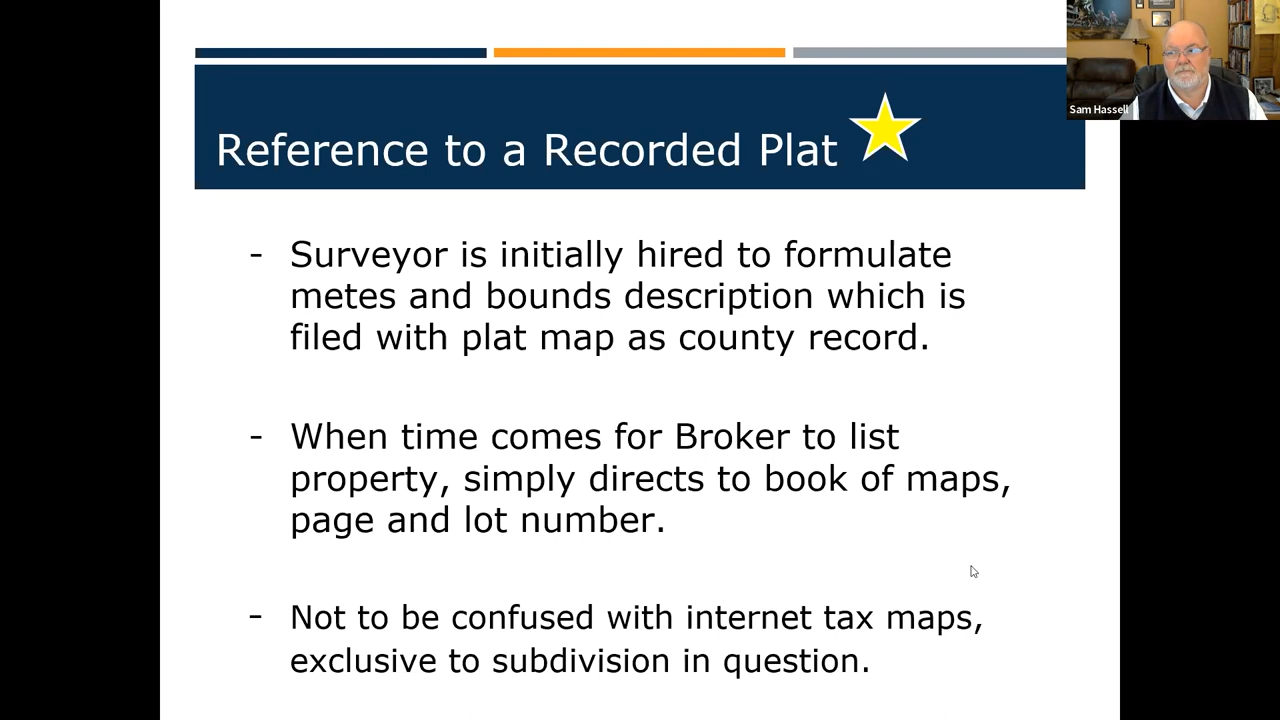 Sam Hassell
Reference to a Recorded Plat
- Surveyor is initially hired to formulate
metes and bounds description which is
filed with plat map as county record.
- When time comes for Broker to list
property, simply directs to book of maps,
page and lot number.
- Not to be confused with internet tax maps,
exclusive to subdivision in question.